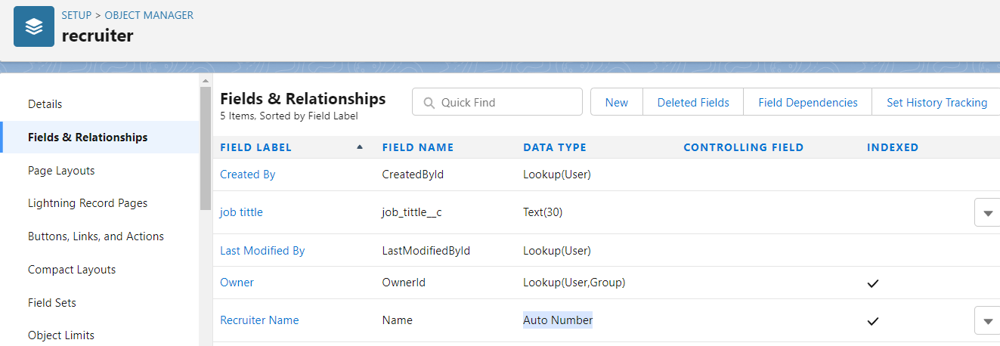 SETUP > OBJECT MANAGER
recruiter
Details
Fields & Relationships
Page Layouts
Lightning Record Pages
Buttons, Links, and Actions
Compact Layouts
Field Sets
Object Limits
Fields & Relationships
5 Items, Sorted by Field Label
Quick Find
New
Deleted Fields
Field Dependencies
Set History Tracking
FIELD LABEL FIELD NAME DATA TYPE CONTROLLING FIELD INDEXED
Created By CreatedById Lookup(User)
job tittle job_tittle__c Text(30)
Last Modified By LastModifiedById Lookup(User)
Owner OwnerId Lookup(User,Group)
Recruiter Name Name Auto Number